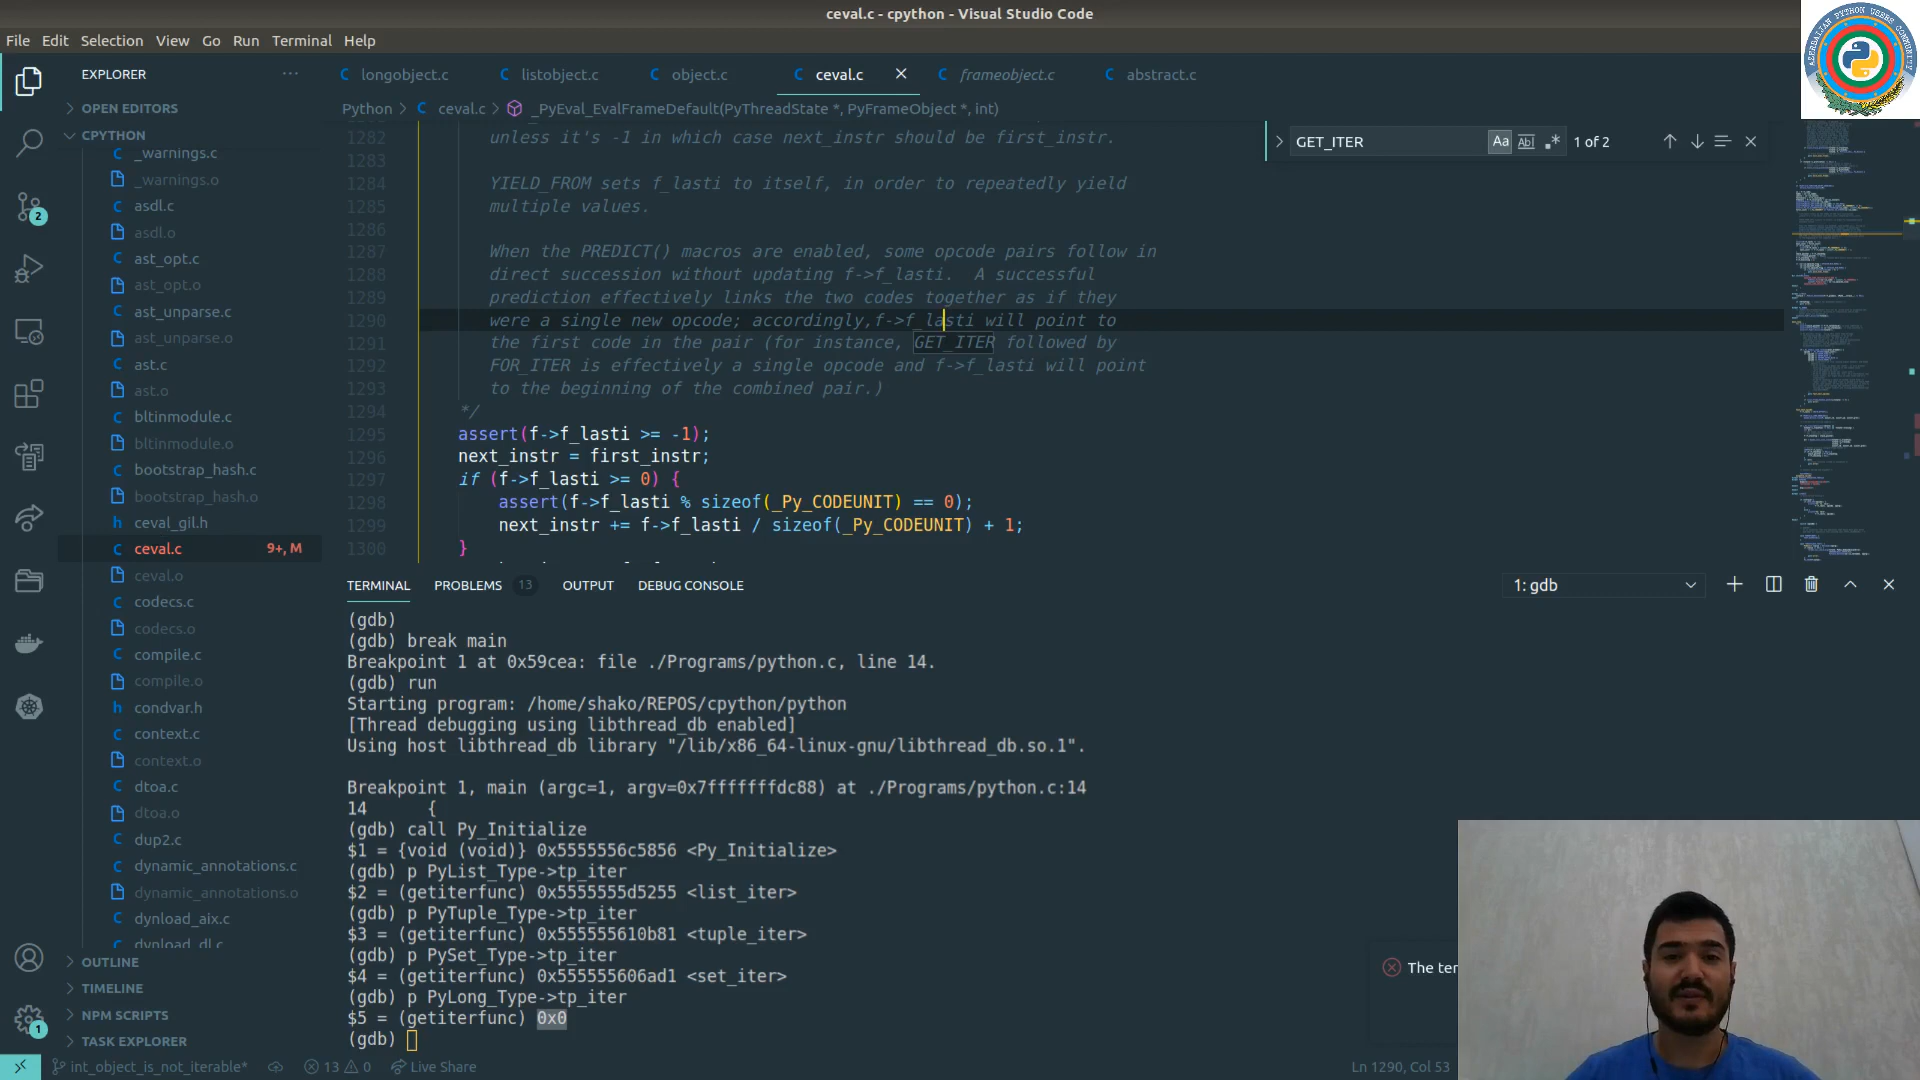 ceval.c - cpython - Visual Studio Code
File Edit Selection View Go Run Terminal Help
AZERBAIJAN PYTHON USERS COMMUNITY
EXPLORER
OPEN EDITORS
CPYTHON
_warnings.c
_warnings.o
asdl.c
asdl.o
ast_opt.c
ast_opt.o
ast_unparse.c
ast_unparse.o
ast.c
ast.o
bltinmodule.c
bltinmodule.o
bootstrap_hash.c
bootstrap_hash.o
ceval_gil.h
ceval.c 9+, M
ceval.o
codecs.c
codecs.o
compile.c
compile.o
condvar.h
context.c
context.o
dtoa.c
dtoa.o
dup2.c
dynamic_annotations.c
dynamic_annotations.o
dynload_aix.c
dynload_dl.c
OUTLINE
TIMELINE
NPM SCRIPTS
TASK EXPLORER
2
1
longobject.c listobject.c object.c ceval.c frameobject.c abstract.c
Python > ceval.c > _PyEval_EvalFrameDefault(PyThreadState *, PyFrameObject *, int)
GET_ITER Aa Abl .* 1 of 2
1282 unless it's -1 in which case next_instr should be first_instr.
1283
1284 YIELD_FROM sets f_lasti to itself, in order to repeatedly yield
1285 multiple values.
1286
1287 When the PREDICT() macros are enabled, some opcode pairs follow in
1288 direct succession without updating f->f_lasti.  A successful
1289 prediction effectively links the two codes together as if they
1290 were a single new opcode; accordingly,f->f_lasti will point to
1291 the first code in the pair (for instance, GET_ITER followed by
1292 FOR_ITER is effectively a single opcode and f->f_lasti will point
1293 to the beginning of the combined pair.)
1294 */
1295 assert(f->f_lasti >= -1);
1296 next_instr = first_instr;
1297 if (f->f_lasti >= 0) {
1298 assert(f->f_lasti % sizeof(_Py_CODEUNIT) == 0);
1299 next_instr += f->f_lasti / sizeof(_Py_CODEUNIT) + 1;
1300 }
TERMINAL PROBLEMS 13 OUTPUT DEBUG CONSOLE 1: gdb
(gdb)
(gdb) break main
Breakpoint 1 at 0x59cea: file ./Programs/python.c, line 14.
(gdb) run
Starting program: /home/shako/REPOS/cpython/python
[Thread debugging using libthread_db enabled]
Using host libthread_db library "/lib/x86_64-linux-gnu/libthread_db.so.1".
Breakpoint 1, main (argc=1, argv=0x7fffffffdc88) at ./Programs/python.c:14
14 {
(gdb) call Py_Initialize
$1 = {void (void)} 0x5555556c5856 <Py_Initialize>
(gdb) p PyList_Type->tp_iter
$2 = (getiterfunc) 0x5555555d5255 <list_iter>
(gdb) p PyTuple_Type->tp_iter
$3 = (getiterfunc) 0x555555610b81 <tuple_iter>
(gdb) p PySet_Type->tp_iter
$4 = (getiterfunc) 0x555555606ad1 <set_iter>
(gdb) p PyLong_Type->tp_iter
$5 = (getiterfunc) 0x0
(gdb)
The ter
int_object_is_not_iterable* 13 0 Live Share Ln 1290, Col 53